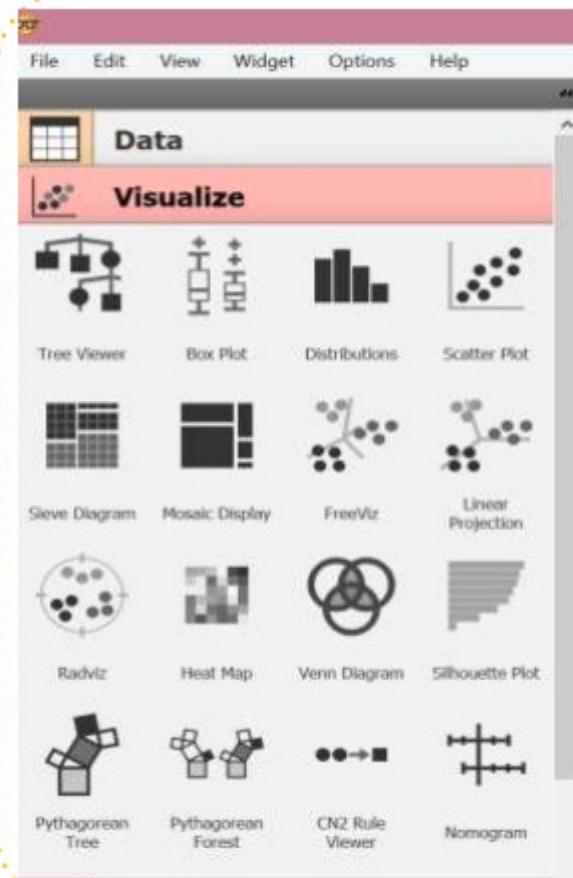 File Edit View Widget Options Help
Data
Visualize
Tree Viewer Box Plot Distributions Scatter Plot
Sieve Diagram Mosaic Display FreeViz Linear
Projection
Radviz Heat Map Venn Diagram Silhouette Plot
Pythagorean Pythagorean CN2 Rule Nomogram
Tree Forest Viewer